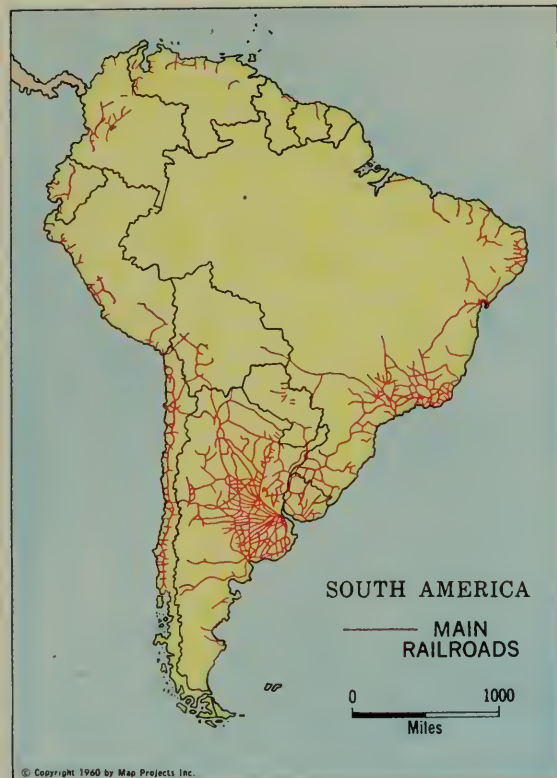 SOUTH AMERICA
MAIN
RAILROADS
0 1000
Miles
© Copyright 1960 by Map Projects Inc.